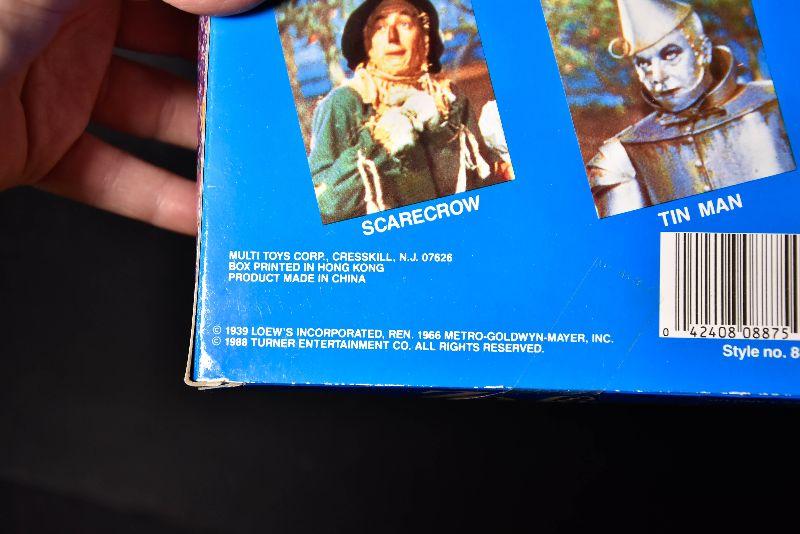 SCARECROW
TIN MAN
MULTI TOYS CORP., CRESSKILL, N.J. 07626
BOX PRINTED IN HONG KONG
PRODUCT MADE IN CHINA
0 42408 08875
Style no. 8
© 1939 LOEW'S INCORPORATED, REN. 1966 METRO-GOLDWYN-MAYER, INC.
© 1988 TURNER ENTERTAINMENT CO. ALL RIGHTS RESERVED.